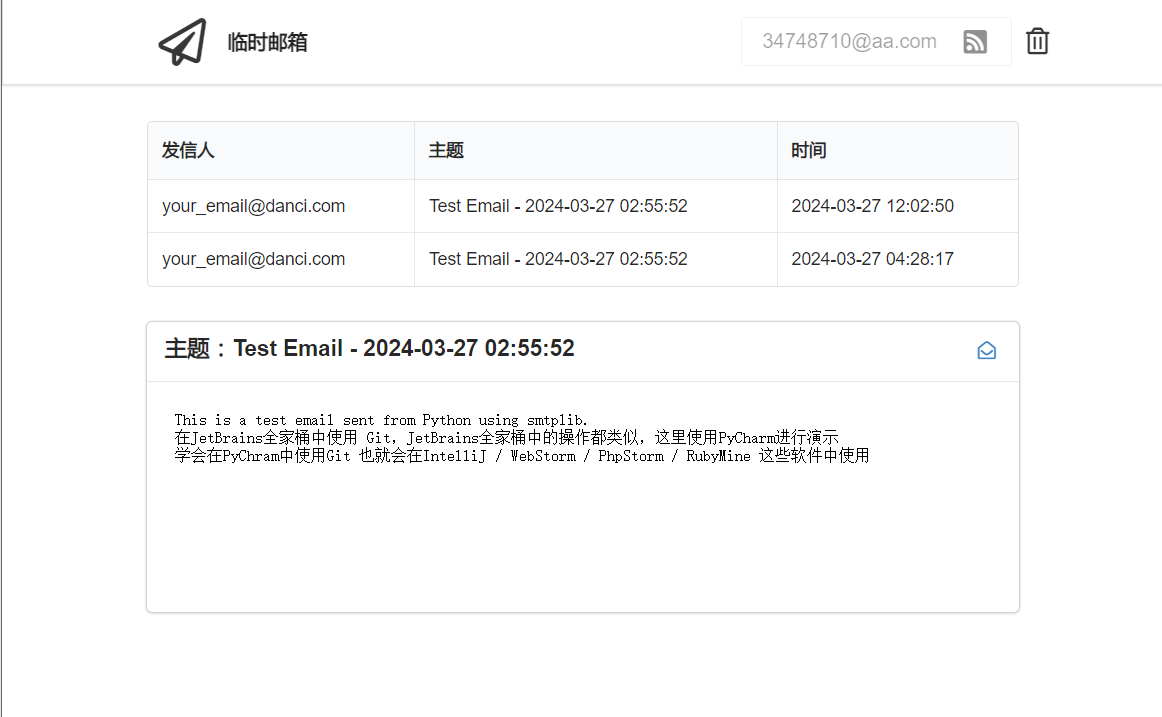 临时邮箱
34748710@aa.com
发信人 主题 时间
your_email@danci.com Test Email - 2024-03-27 02:55:52 2024-03-27 12:02:50
your_email@danci.com Test Email - 2024-03-27 02:55:52 2024-03-27 04:28:17
主题：Test Email - 2024-03-27 02:55:52
This is a test email sent from Python using smtplib.
在JetBrains全家桶中使用 Git，JetBrains全家桶中的操作都类似，这里使用PyCharm进行演示
学会在PyChram中使用Git 也就会在IntelliJ / WebStorm / PhpStorm / RubyMine 这些软件中使用